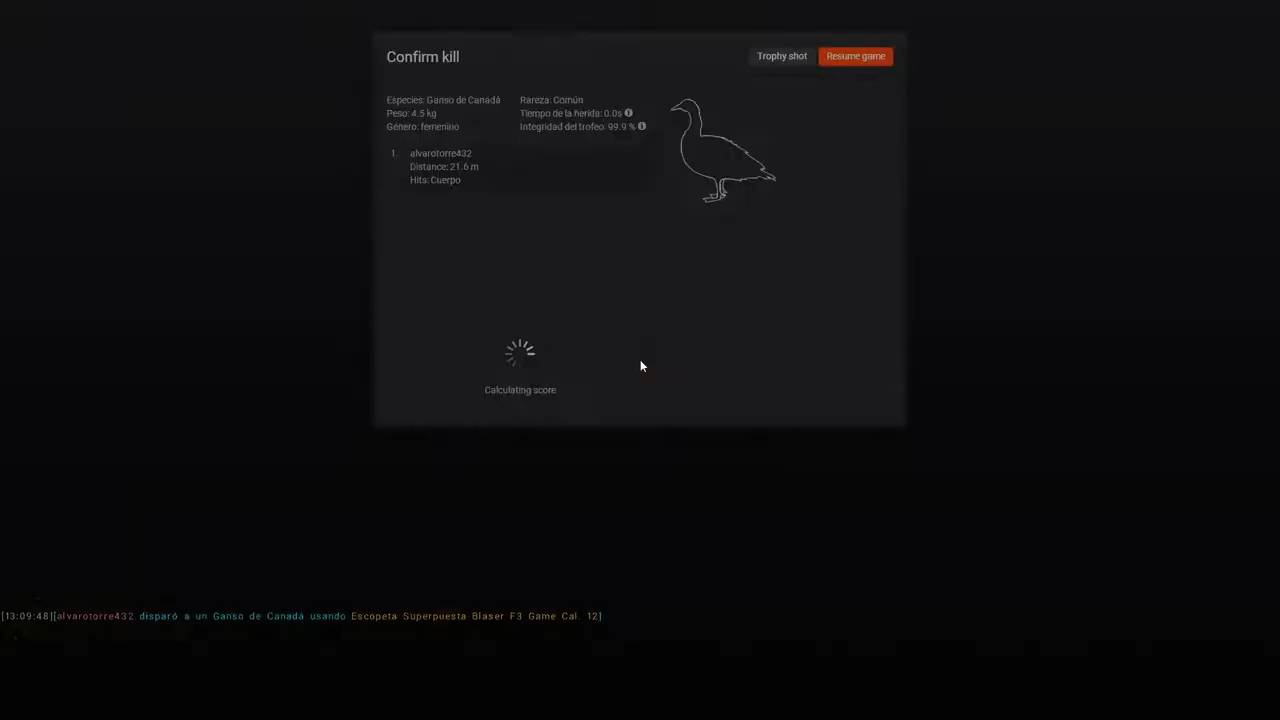 Confirm kill
Trophy shot
Resume game
Especies: Ganso de Canadá
Peso: 4.5 kg
Género: femenino
Rareza: Común
Tiempo de la herida: 0.0s
Integridad del trofeo: 99.9 %
1. alvarotorre432
Distance: 21.6 m
Hits: Cuerpo
Calculating score
[13:09:48][alvarotorre432 disparó a un Ganso de Canadá usando Escopeta Superpuesta Blaser F3 Game Cal. 12]